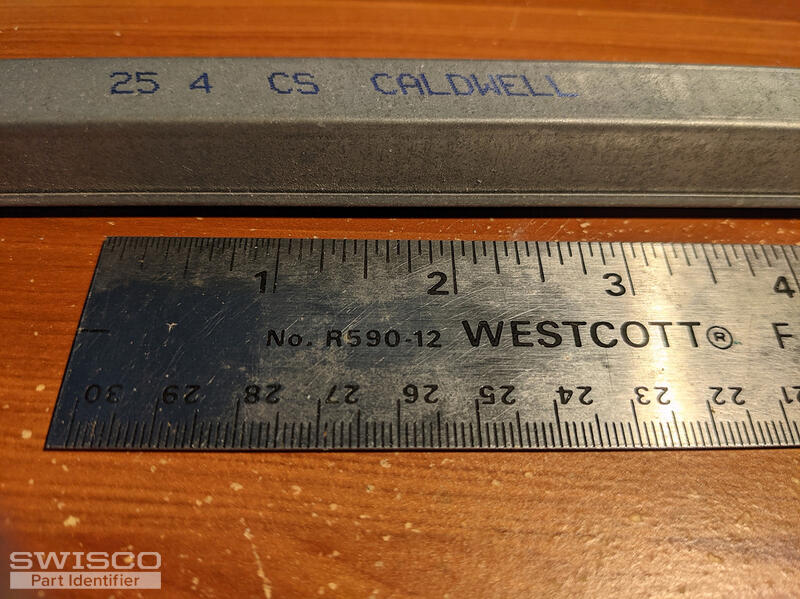 25 4 CS CALDWELL
1 2 3 4
No. R590-12 WESTCOTT® F
30 29 28 27 26 25 24 23 22 21
SWISCO
Part Identifier